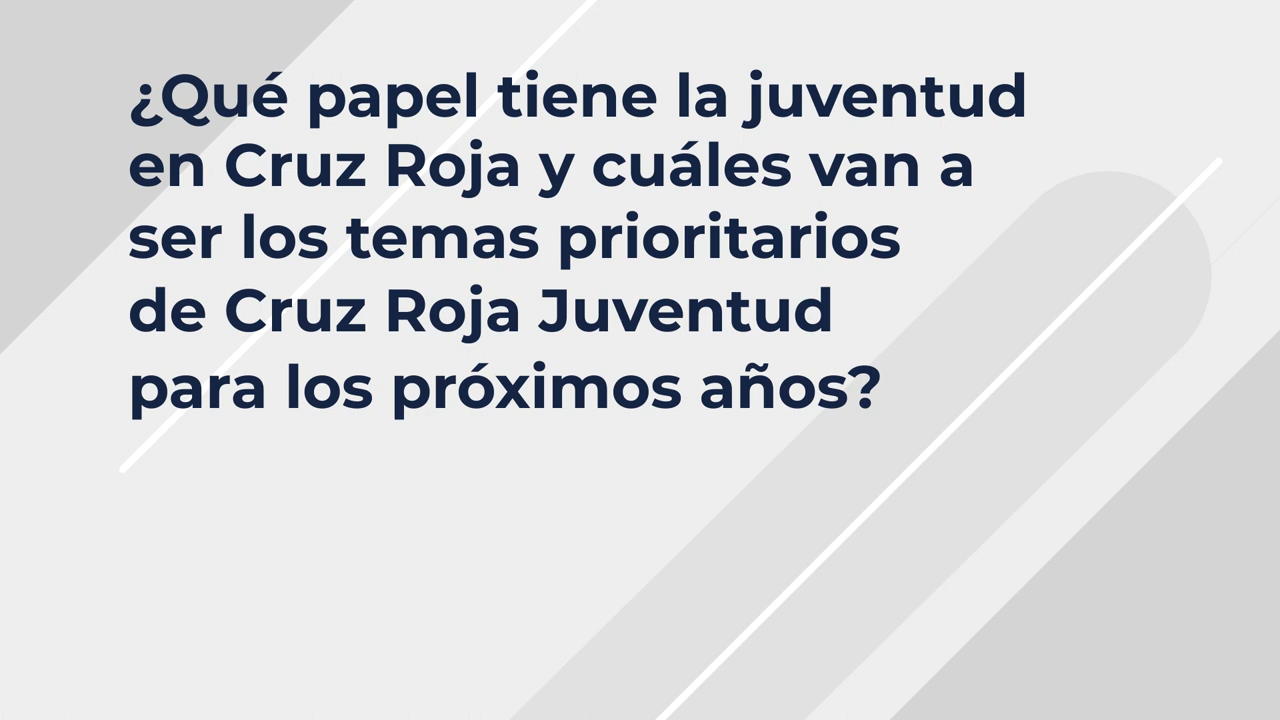 ¿Qué papel tiene la juventud
en Cruz Roja y cuáles van a
ser los temas prioritarios
de Cruz Roja Juventud
para los próximos años?